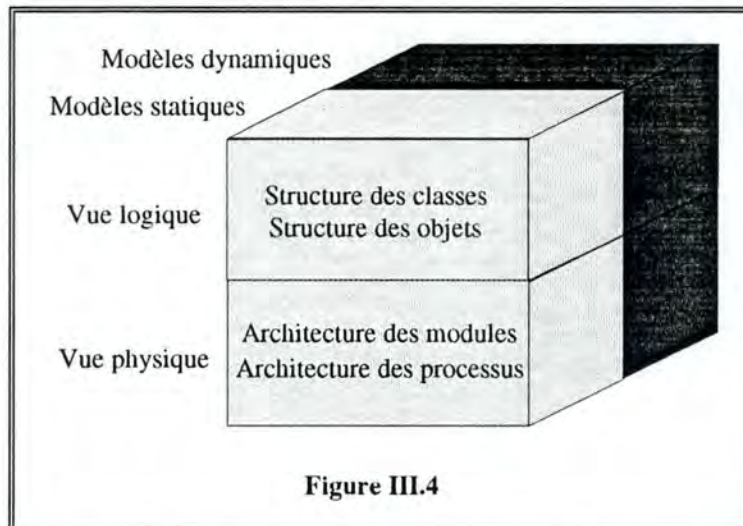 Modèles dynamiques
Modèles statiques
Vue logique
Structure des classes
Structure des objets
Vue physique
Architecture des modules
Architecture des processus
Figure III.4